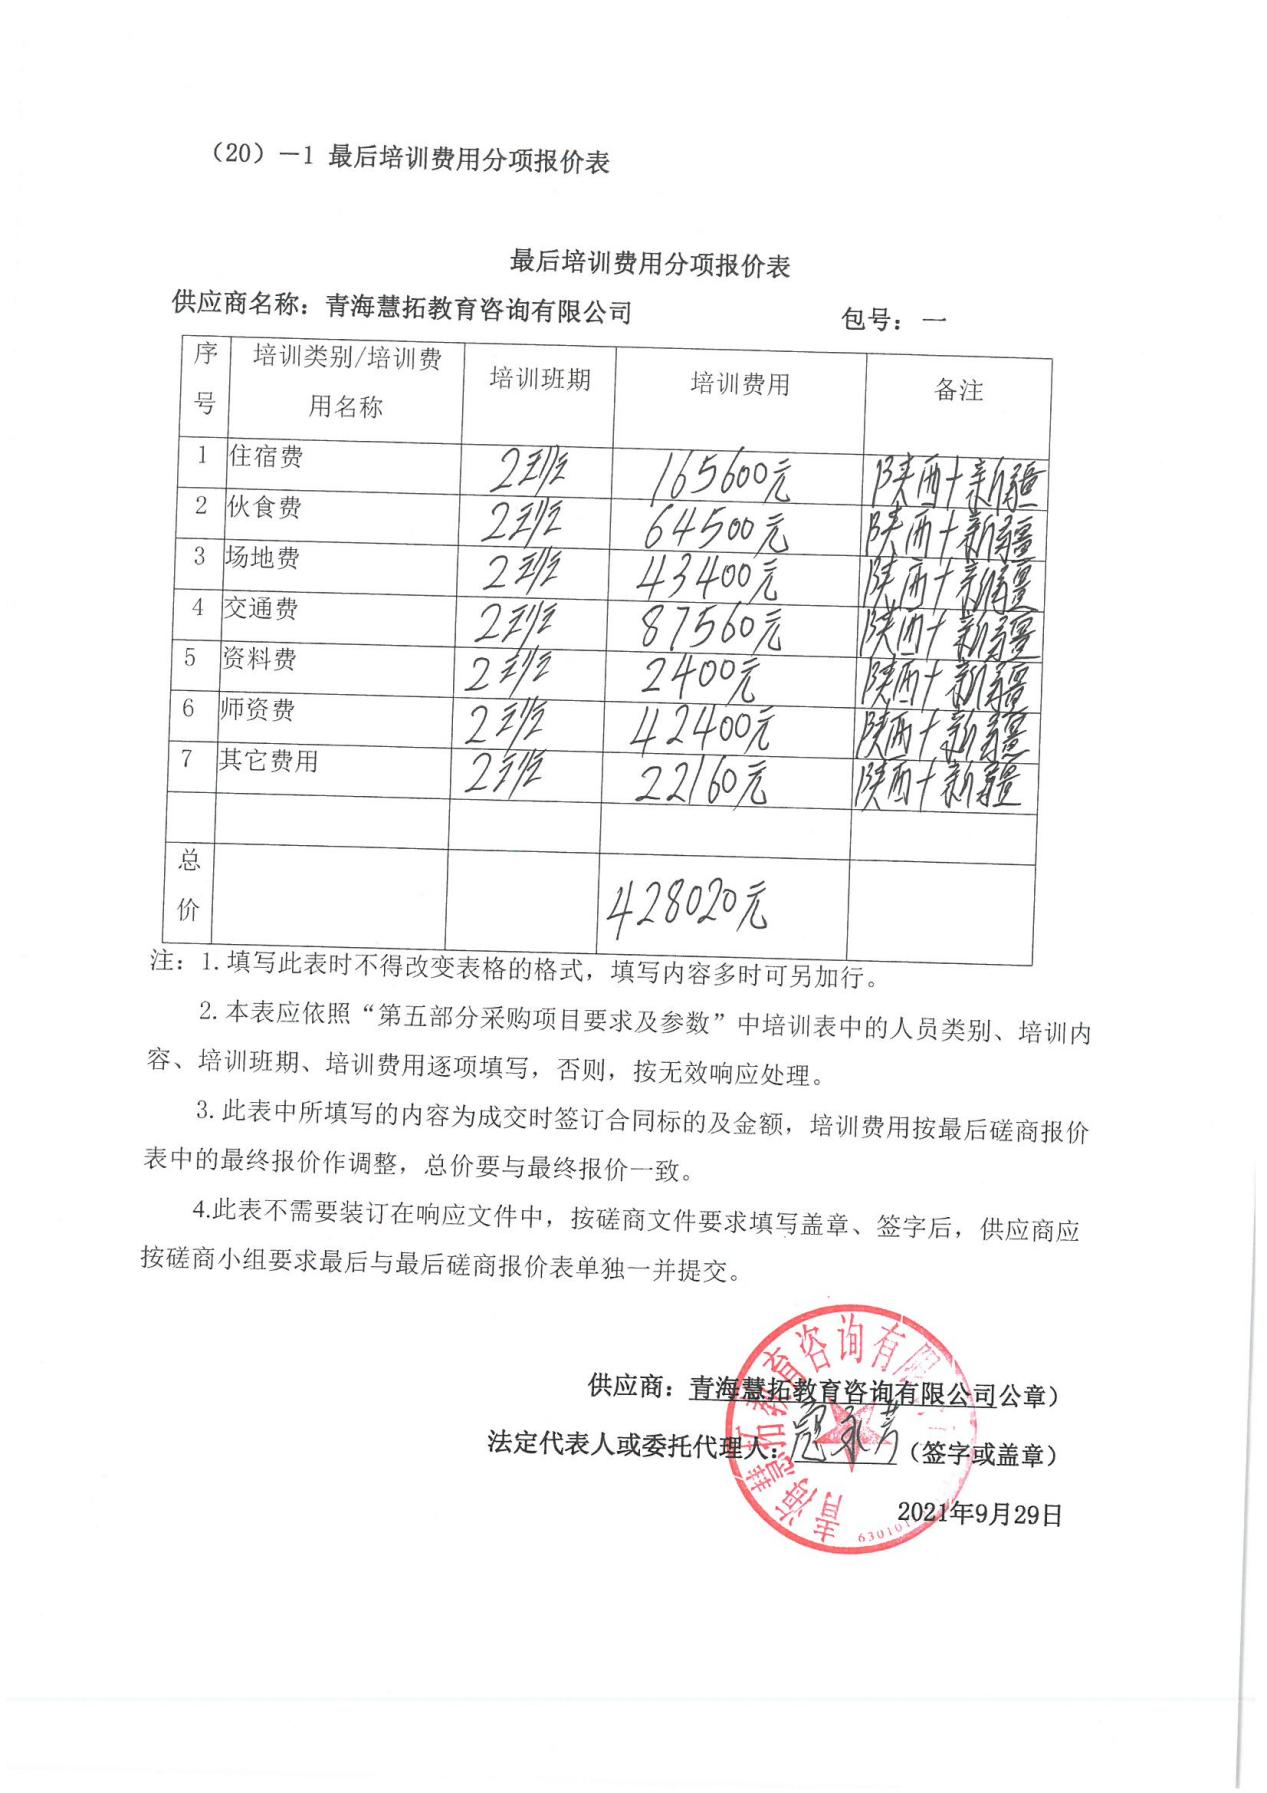 （20）－1 最后培训费用分项报价表
最后培训费用分项报价表
供应商名称：青海慧拓教育咨询有限公司 包号：一
序号 培训类别/培训费用名称 培训班期 培训费用 备注
1 住宿费 2班 165600元 陕西+新疆
2 伙食费 2班 64500元 陕西+新疆
3 场地费 2班 43400元 陕西+新疆
4 交通费 2班 87560元 陕西+新疆
5 资料费 2班 2400元 陕西+新疆
6 师资费 2班 42400元 陕西+新疆
7 其它费用 2班 22160元 陕西+新疆
总价 428020元
注：1.填写此表时不得改变表格的格式，填写内容多时可另加行。
2.本表应依照“第五部分采购项目要求及参数”中培训表中的人员类别、培训内
容、培训班期、培训费用逐项填写，否则，按无效响应处理。
3.此表中所填写的内容为成交时签订合同标的及金额，培训费用按最后磋商报价
表中的最终报价作调整，总价要与最终报价一致。
4.此表不需要装订在响应文件中，按磋商文件要求填写盖章、签字后，供应商应
按磋商小组要求最后与最后磋商报价表单独一并提交。
供应商：青海慧拓教育咨询有限公司公章）
法定代表人或委托代理人：（签字或盖章）
2021年9月29日
青海慧拓教育咨询有限
63010